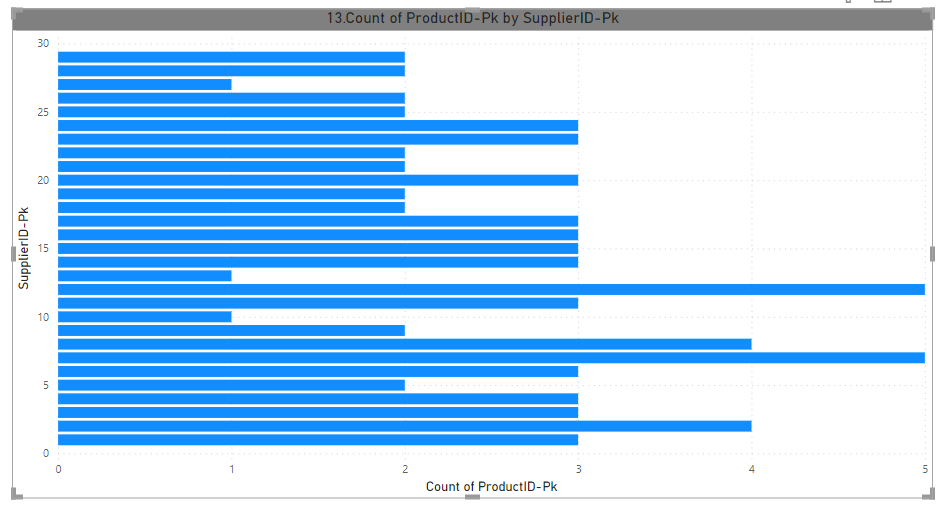 13.Count of ProductID-Pk by SupplierID-Pk
30
25
20
15
10
5
0
SupplierID-Pk
0 1 2 3 4 5
Count of ProductID-Pk